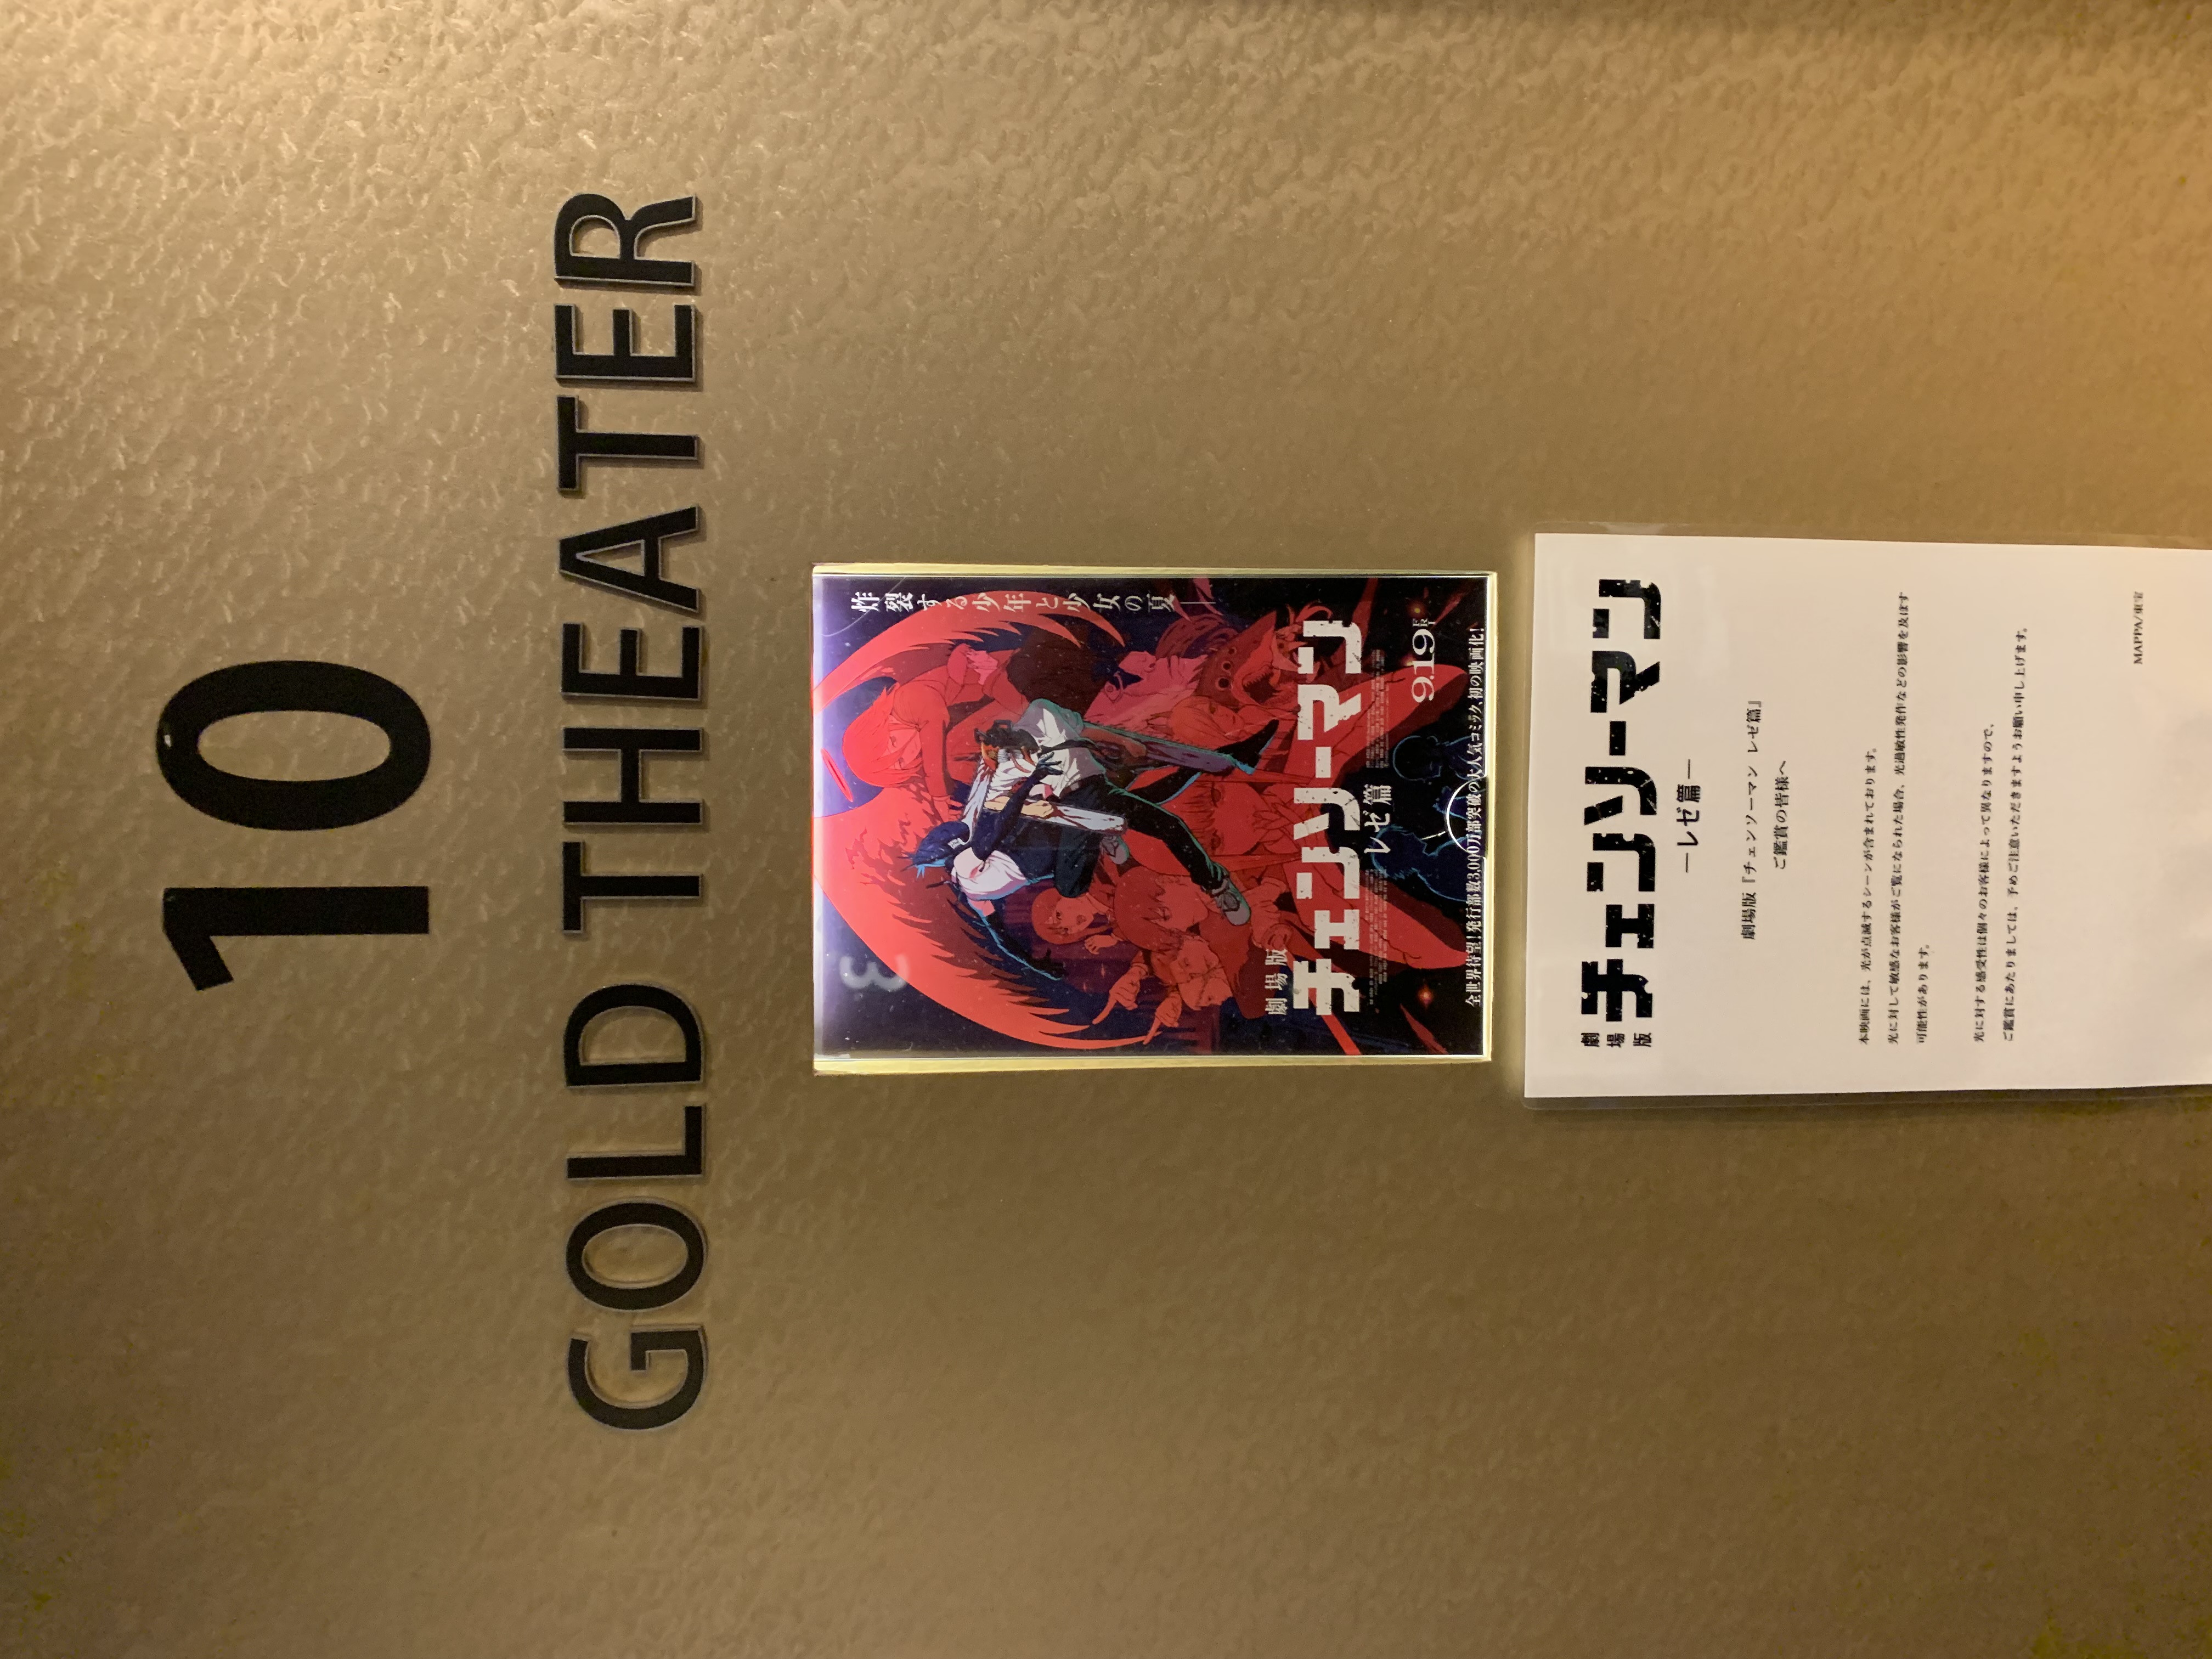 10
GOLD THEATER
3
炸裂する少年と少女の夏──
劇場版
チェンソーマン
レゼ篇
9.19 FRI
全世界待望!発行部数3,000万部突破の大人気コミック、初の映画化!
劇場版
チェンソーマン
―レゼ篇―
劇場版『チェンソーマン レゼ篇』
ご鑑賞の皆様へ
本映画には、光が点滅するシーンが含まれております。
光に対して敏感なお客様がご覧になられた場合、光過敏性発作などの影響を及ぼす
可能性があります。
光に対する感受性は個々のお客様によって異なりますので、
ご鑑賞にあたりましては、予めご注意いただきますようお願い申し上げます。
MAPPA/東宝